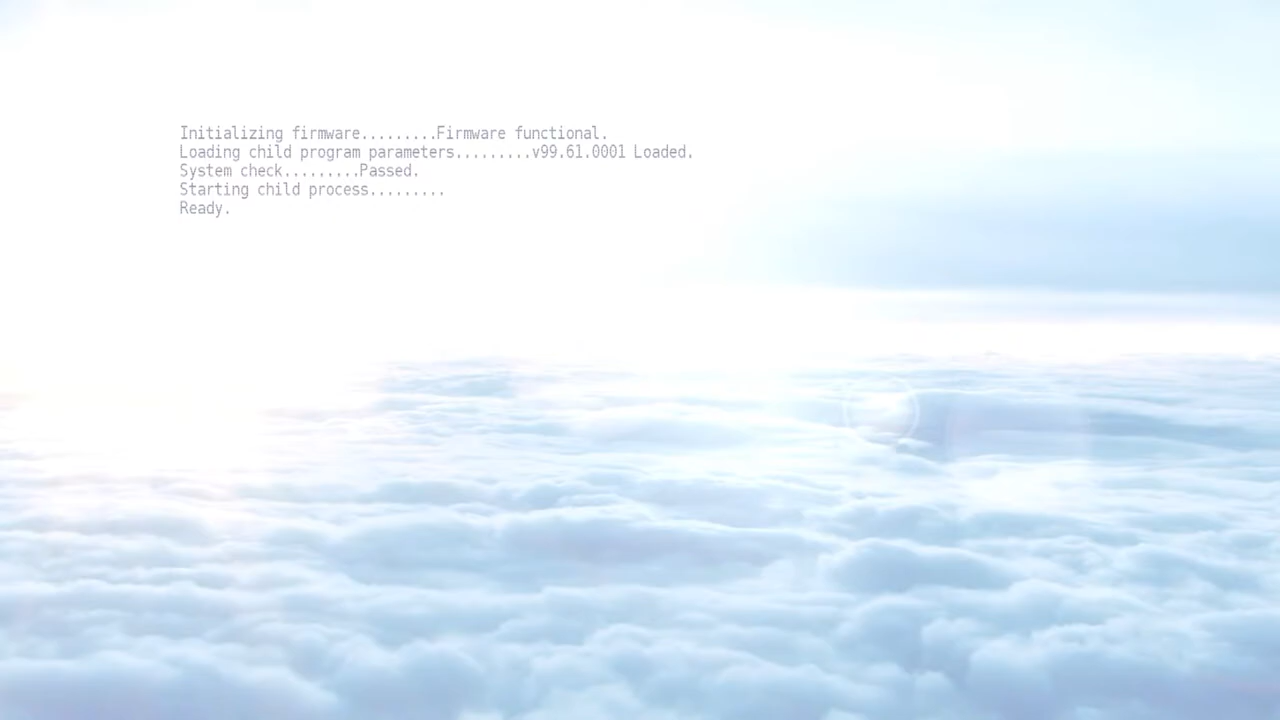 Initializing firmware.........Firmware functional.
Loading child program parameters.........v99.61.0001 Loaded.
System check.........Passed.
Starting child process.........
Ready.